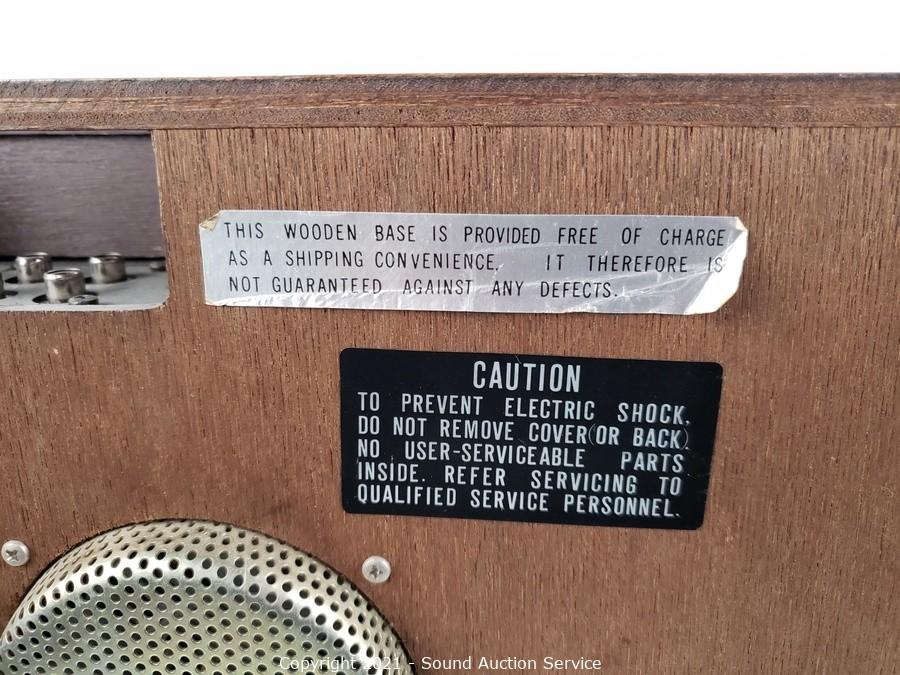 THIS WOODEN BASE IS PROVIDED FREE OF CHARGE
AS A SHIPPING CONVENIENCE, IT THEREFORE IS
NOT GUARANTEED AGAINST ANY DEFECTS.
CAUTION
TO PREVENT ELECTRIC SHOCK,
DO NOT REMOVE COVER(OR BACK)
NO USER-SERVICEABLE PARTS
INSIDE. REFER SERVICING TO
QUALIFIED SERVICE PERSONNEL.
Copyright 2021 - Sound Auction Service